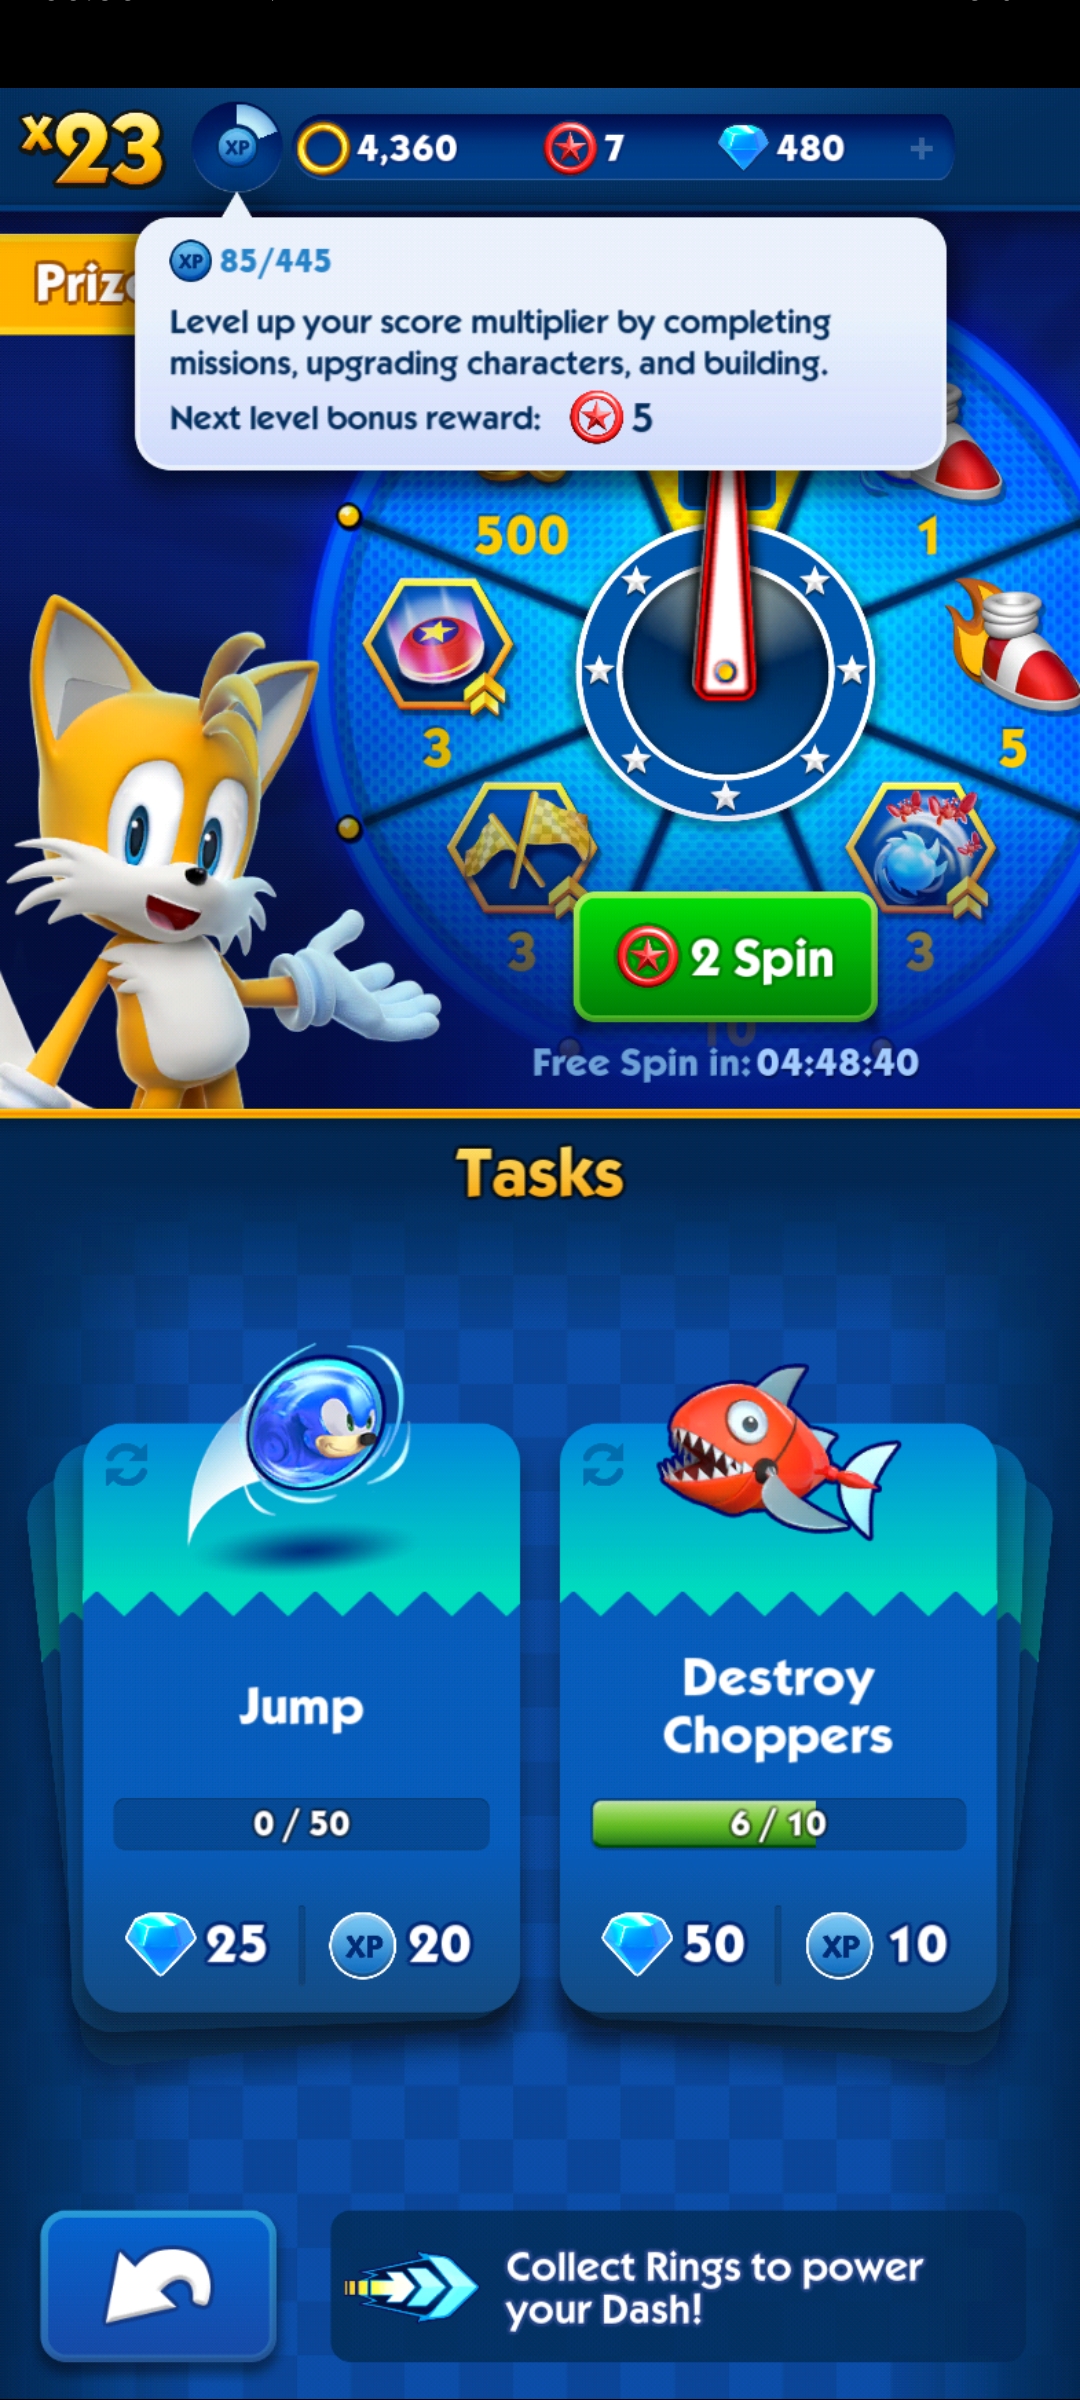 x23
XP
4,360
7
480
+
XP 85/445
Level up your score multiplier by completing
missions, upgrading characters, and building.
Next level bonus reward: 5
500
1
3
5
3
2 Spin
3
10
Free Spin in: 04:48:40
Tasks
Jump
0 / 50
25
XP 20
Destroy
Choppers
6 / 10
50
XP 10
Collect Rings to power
your Dash!